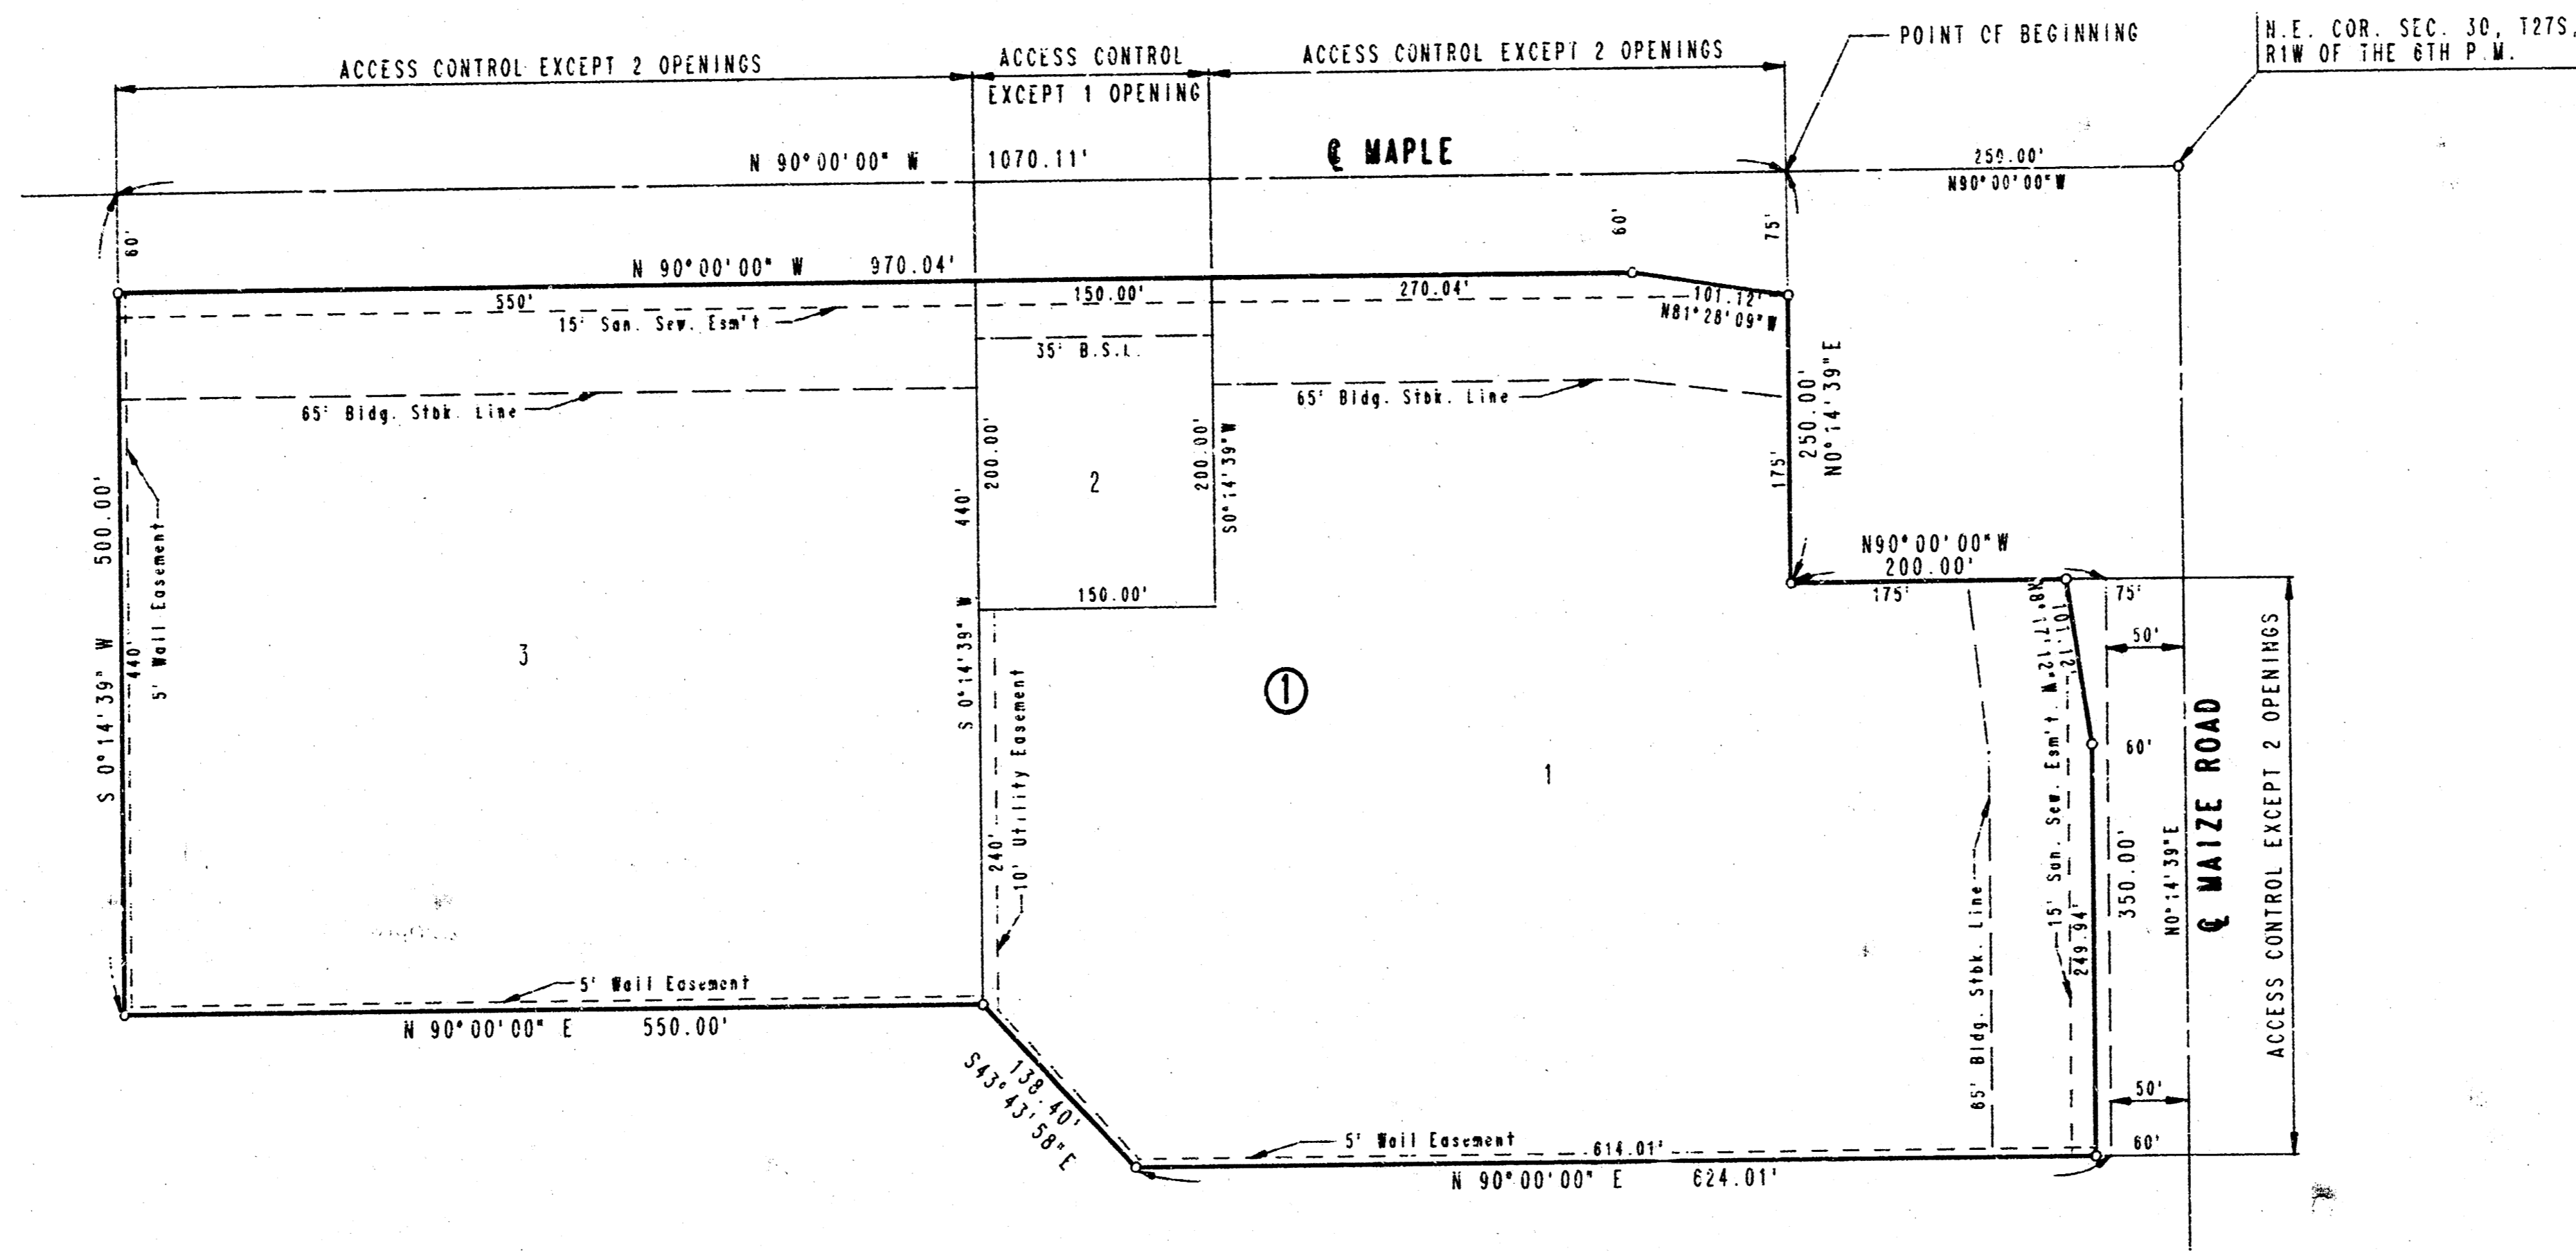 ACCESS CONTROL EXCEPT 2 OPENINGS
ACCESS CONTROL
EXCEPT 1 OPENING
ACCESS CONTROL EXCEPT 2 OPENINGS
POINT OF BEGINNING
N.E. COR. SEC. 30, T27S,
R1W OF THE 6TH P.M.
N 90°00'00" W 1070.11'
℄ MAPLE
250.00'
N90°00'00"W
60'
60'
75'
N 90°00'00" W 970.04'
550'
150.00'
270.04'
101.12'
N81°28'09"W
15' San. Sew. Esm't
35' B.S.L.
65' Bldg. Stbk. Line
65' Bldg. Stbk. Line
250.00'
N0°14'39"E
175'
200.00'
200.00'
S0°14'39"W
2
440'
S 0°14'39" W
150.00'
S 0°14'39" W 500.00'
440'
5' Wall Easement
3
N90°00'00"W
200.00'
175'
75'
N8°17'12"W
101.12'
50'
60'
1
1
240'
10' Utility Easement
65' Bldg. Stbk. Line
15' San. Sew. Esm't.
249.94'
350.00'
N0°14'39"E
℄ MAIZE ROAD
ACCESS CONTROL EXCEPT 2 OPENINGS
50'
60'
5' Wall Easement
N 90°00'00" E 550.00'
138.40'
S43°43'58"E
5' Wall Easement
614.01'
N 90°00'00" E 624.01'